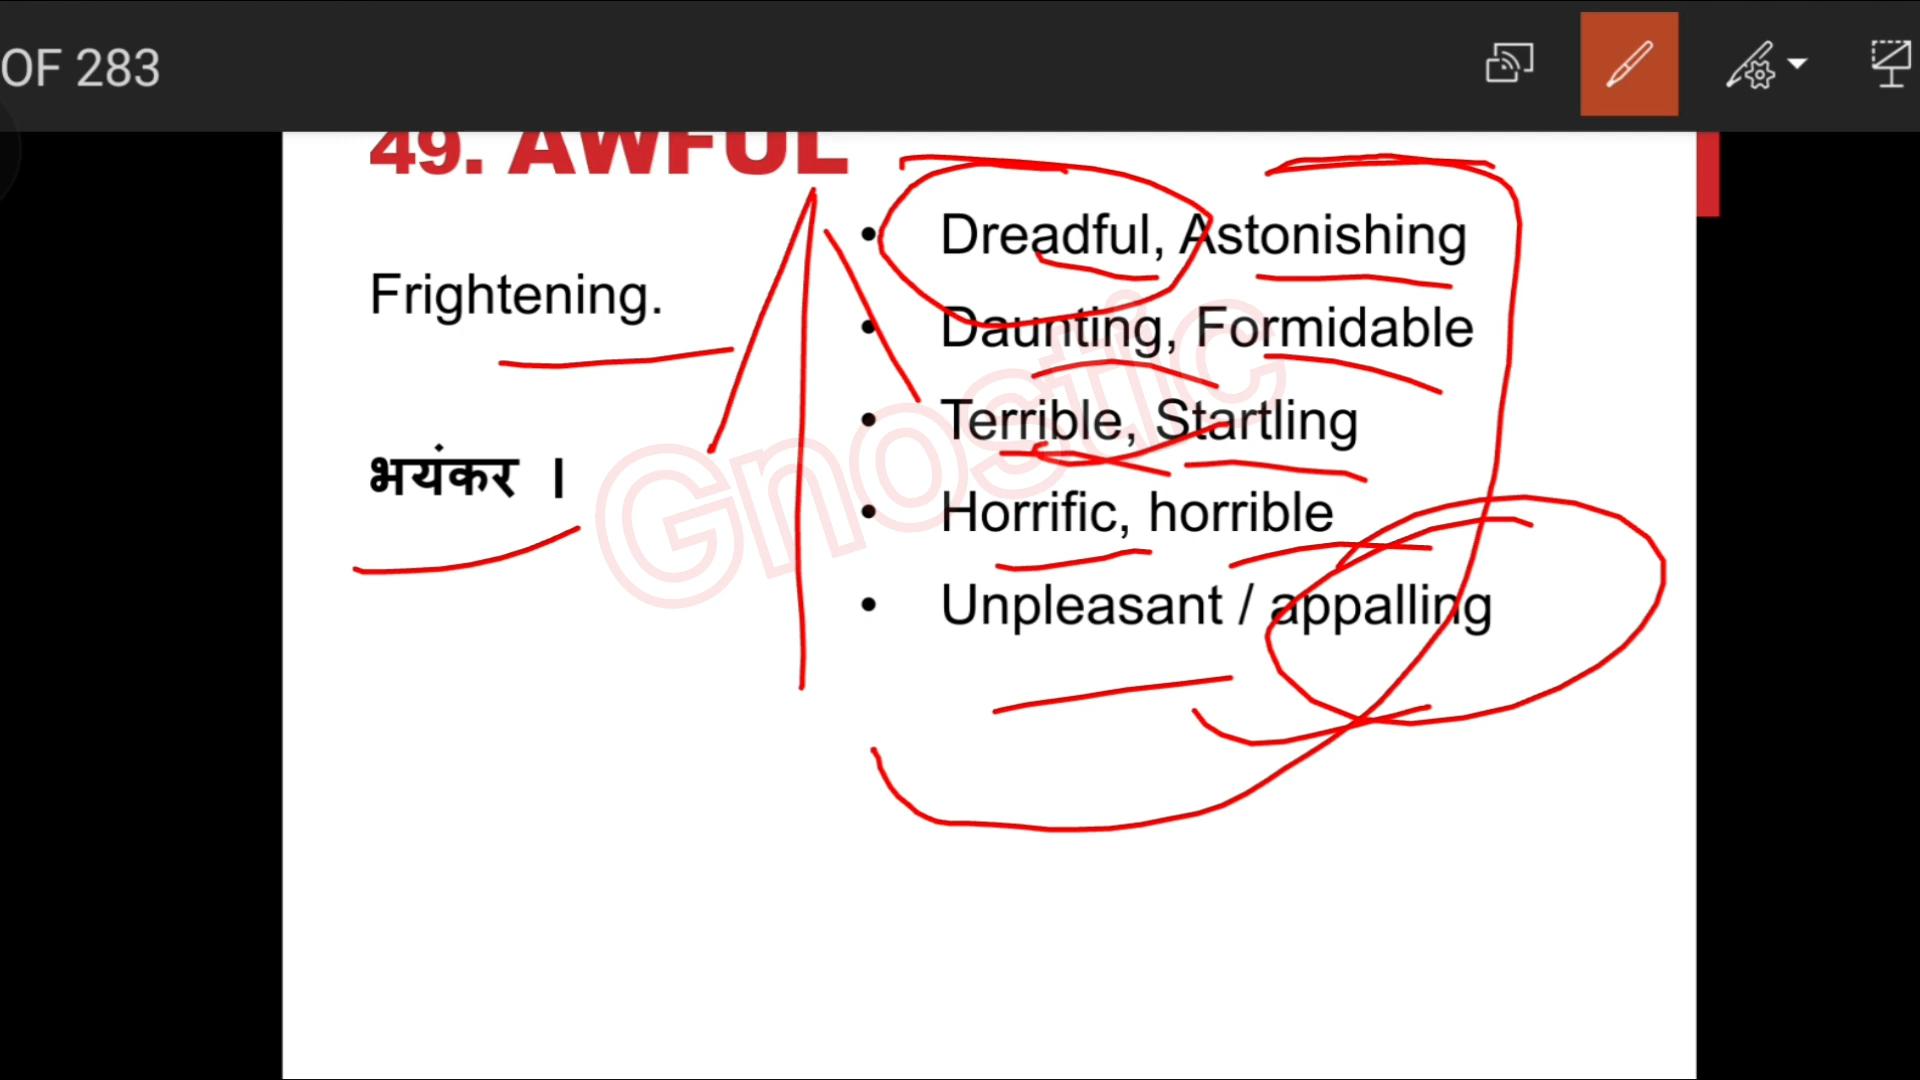 OF 283
49. AWFUL
Frightening.
भयंकर ।
• Dreadful, Astonishing
• Daunting, Formidable
• Terrible, Startling
• Horrific, horrible
• Unpleasant / appalling
Gnostic